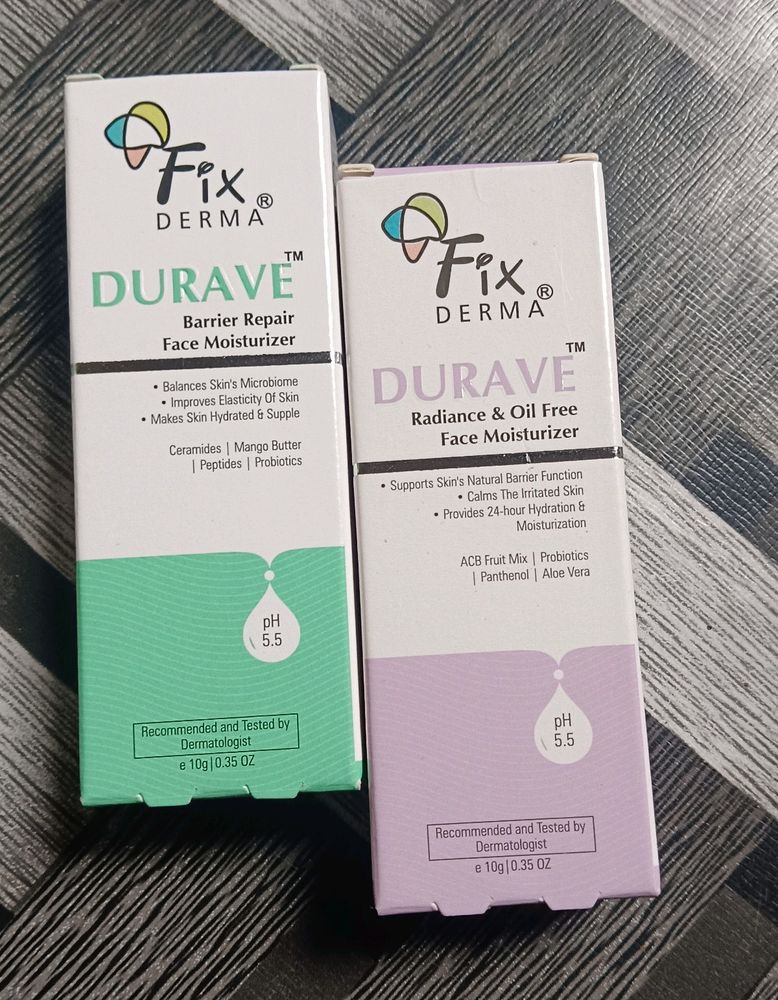 Fix®
DERMA
DURAVE™
Barrier Repair
Face Moisturizer
• Balances Skin's Microbiome
• Improves Elasticity Of Skin
• Makes Skin Hydrated & Supple
Ceramides | Mango Butter
| Peptides | Probiotics
pH
5.5
Recommended and Tested by
Dermatologist
e 10g|0.35 OZ
Fix®
DERMA
DURAVE™
Radiance & Oil Free
Face Moisturizer
• Supports Skin's Natural Barrier Function
• Calms The Irritated Skin
• Provides 24-hour Hydration &
Moisturization
ACB Fruit Mix | Probiotics
| Panthenol | Aloe Vera
pH
5.5
Recommended and Tested by
Dermatologist
e 10g|0.35 OZ